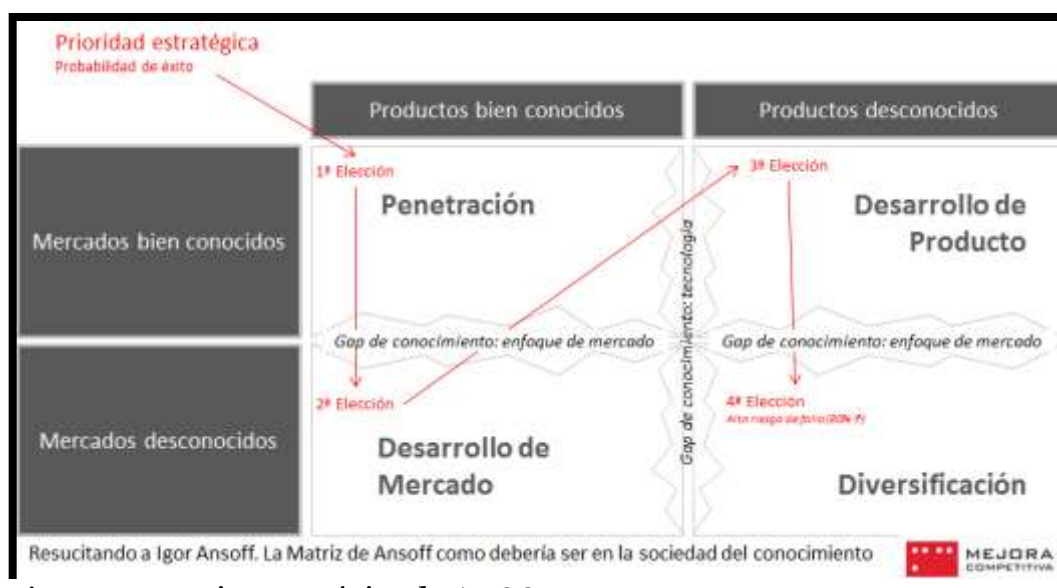 Prioridad estratégica
Probabilidad de éxito
Productos bien conocidos
Productos desconocidos
Mercados bien conocidos
1ª Elección
Penetración
3ª Elección
Desarrollo de
Producto
Gap de conocimiento: enfoque de mercado
Gap de conocimiento: tecnología
Gap de conocimiento: enfoque de mercado
Mercados desconocidos
2ª Elección
Desarrollo de
Mercado
4ª Elección
Alto riesgo de fallo (80% ?)
Diversificación
Resucitando a Igor Ansoff. La Matriz de Ansoff como debería ser en la sociedad del conocimiento
MEJORA
COMPETITIVA